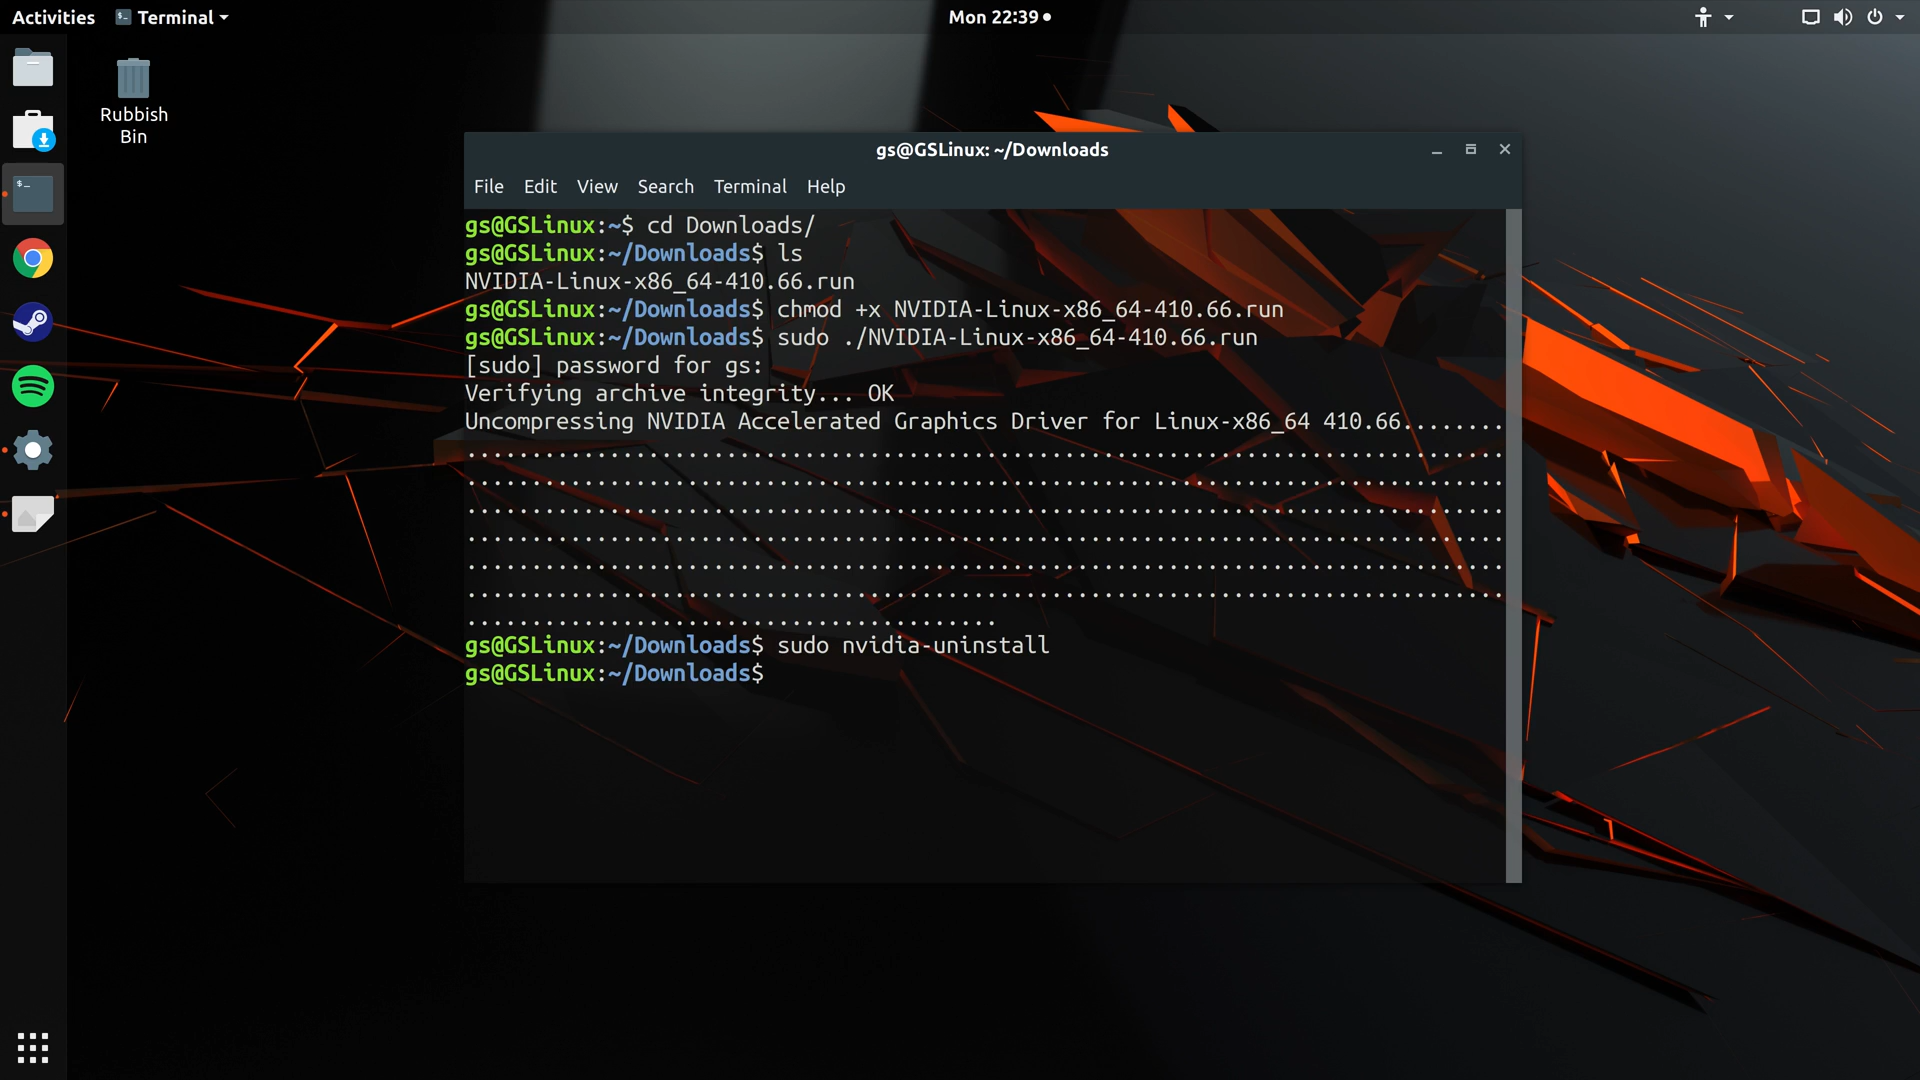 Activities Terminal Mon 22:39
Rubbish
Bin
gs@GSLinux: ~/Downloads
File Edit View Search Terminal Help
gs@GSLinux:~$ cd Downloads/
gs@GSLinux:~/Downloads$ ls
NVIDIA-Linux-x86_64-410.66.run
gs@GSLinux:~/Downloads$ chmod +x NVIDIA-Linux-x86_64-410.66.run
gs@GSLinux:~/Downloads$ sudo ./NVIDIA-Linux-x86_64-410.66.run
[sudo] password for gs:
Verifying archive integrity... OK
Uncompressing NVIDIA Accelerated Graphics Driver for Linux-x86_64 410.66........
................................................................................
................................................................................
................................................................................
................................................................................
................................................................................
................................................................................
.........................................
gs@GSLinux:~/Downloads$ sudo nvidia-uninstall
gs@GSLinux:~/Downloads$